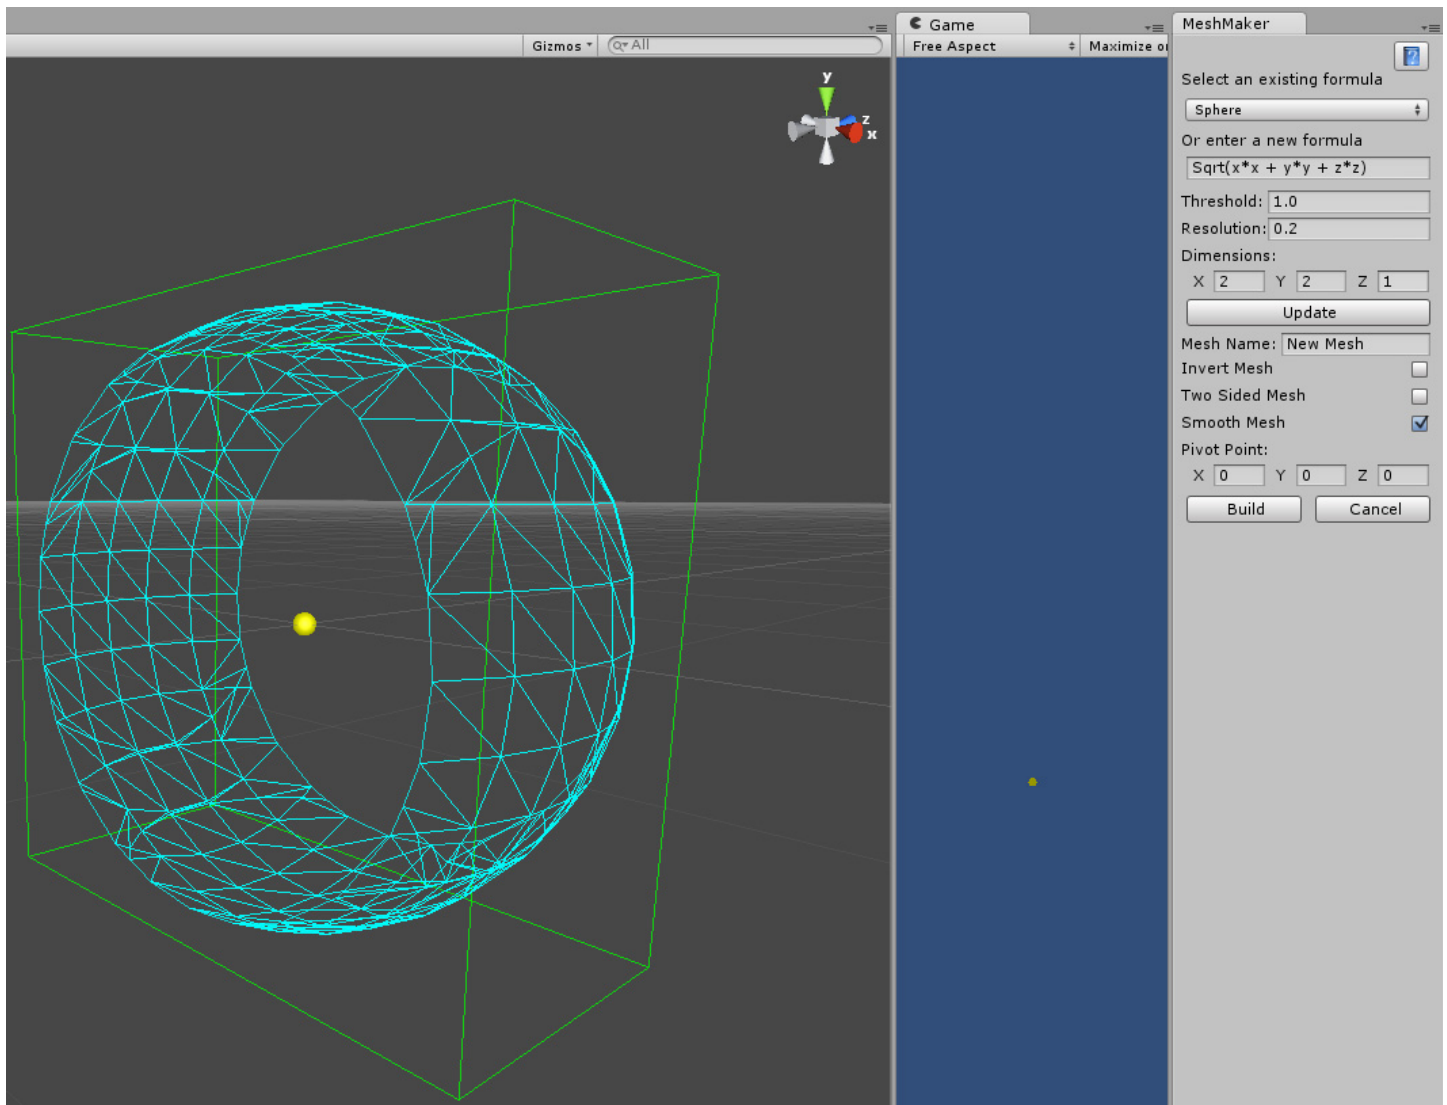 Gizmos
All
y
z
x
Game
Free Aspect
Maximize o
MeshMaker
?
Select an existing formula
Sphere
Or enter a new formula
Sqrt(x*x + y*y + z*z)
Threshold: 1.0
Resolution: 0.2
Dimensions:
X 2 Y 2 Z 1
Update
Mesh Name: New Mesh
Invert Mesh
Two Sided Mesh
Smooth Mesh
Pivot Point:
X 0 Y 0 Z 0
Build Cancel